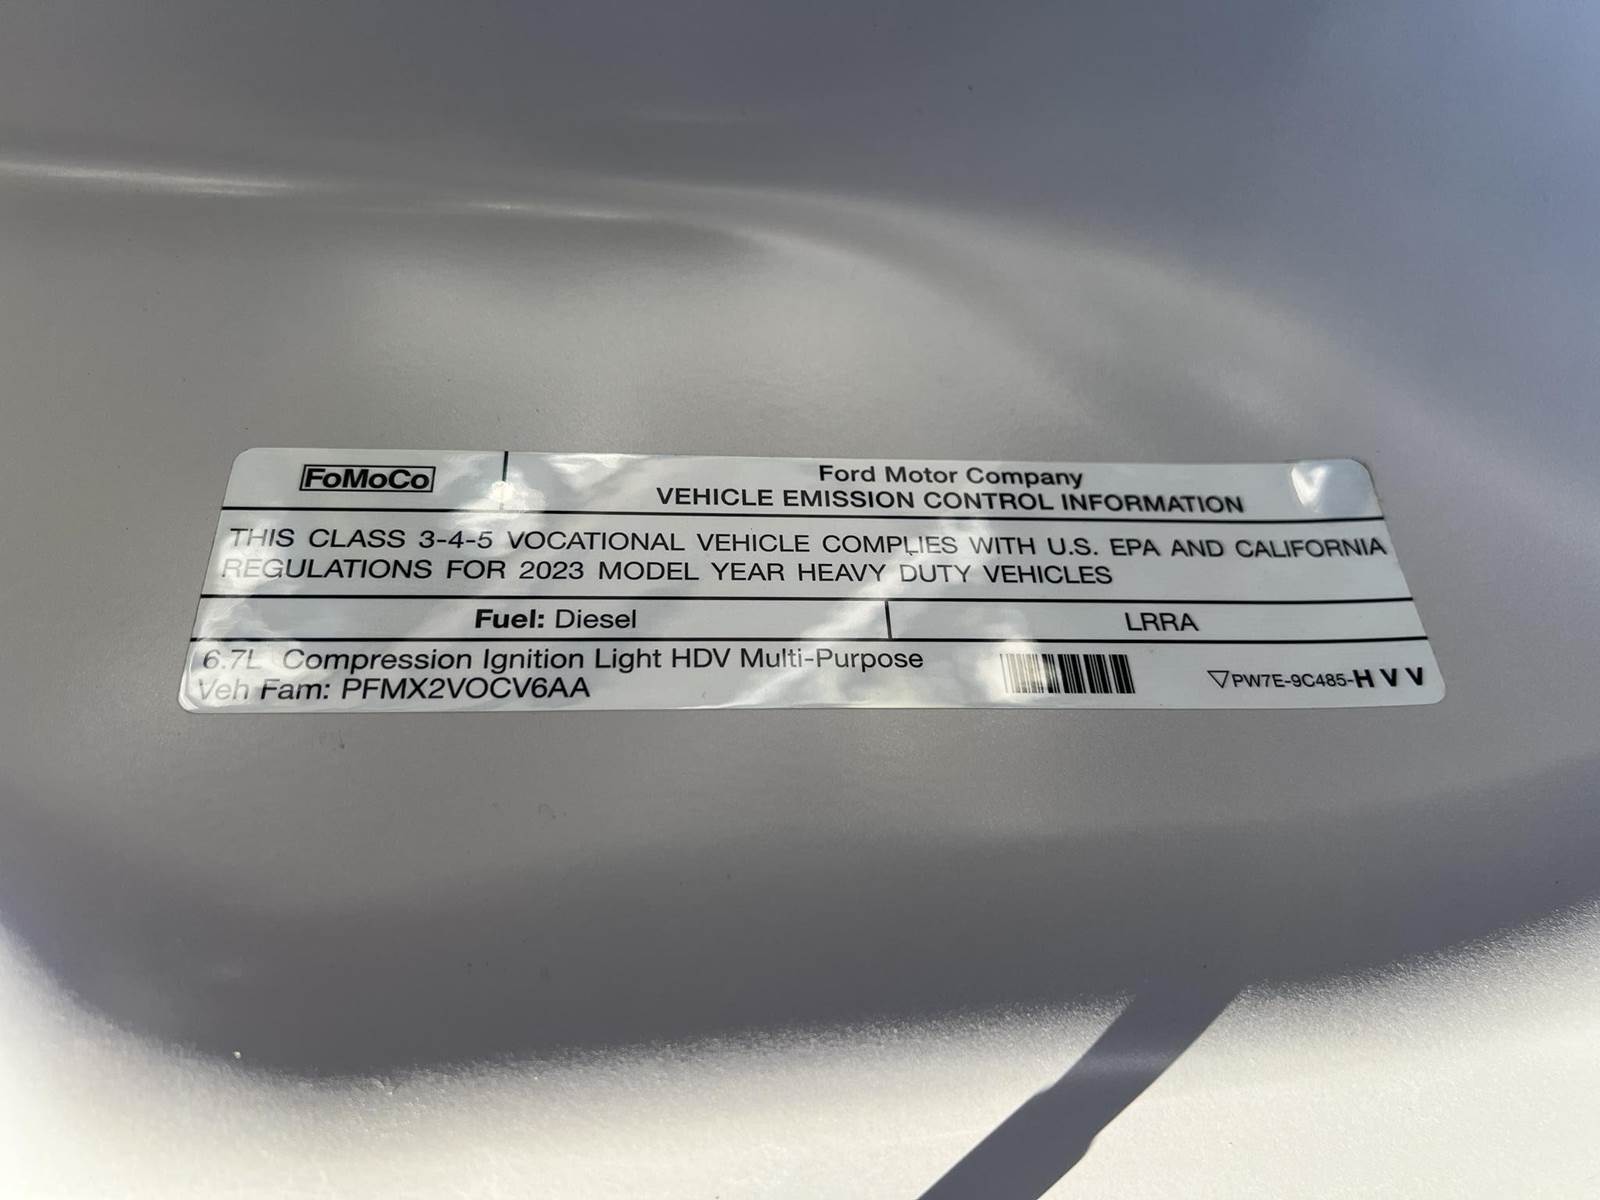 FoMoCo
Ford Motor Company
VEHICLE EMISSION CONTROL INFORMATION
THIS CLASS 3-4-5 VOCATIONAL VEHICLE COMPLIES WITH U.S. EPA AND CALIFORNIA
REGULATIONS FOR 2023 MODEL YEAR HEAVY DUTY VEHICLES
Fuel: Diesel
LRRA
6.7L Compression Ignition Light HDV Multi-Purpose
Veh Fam: PFMX2VOCV6AA
▽PW7E-9C485-HVV